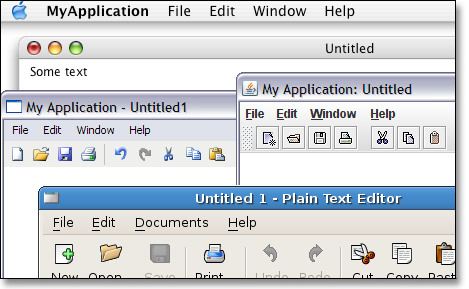 MyApplication File Edit Window Help
Untitled
Some text
My Application: Untitled
My Application - Untitled1
File Edit Window Help
File Edit Window Help
Untitled 1 - Plain Text Editor
File Edit Documents Help
New Open Save Print Undo Redo Cut Copy Past